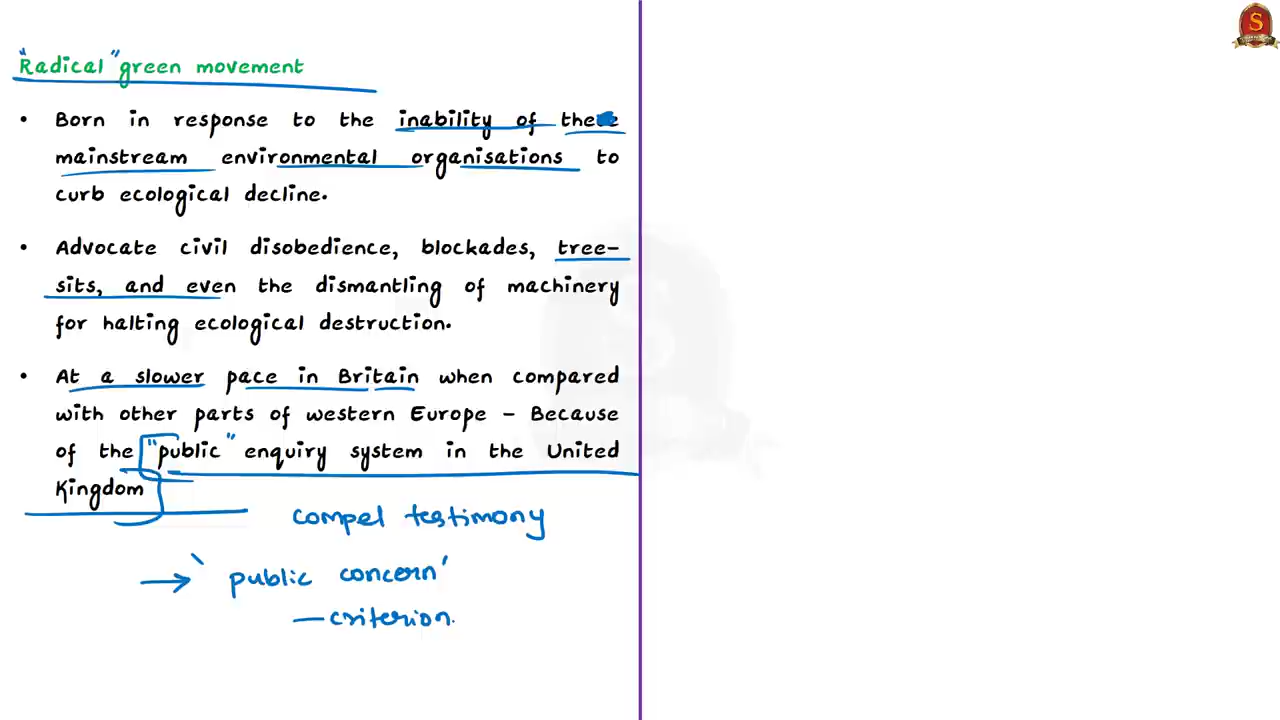 "Radical" green movement
• Born in response to the inability of the
mainstream environmental organisations to
curb ecological decline.
• Advocate civil disobedience, blockades, tree-
sits, and even the dismantling of machinery
for halting ecological destruction.
• At a slower pace in Britain when compared
with other parts of western Europe – Because
of the "public" enquiry system in the United
Kingdom
compel testimony
→ 'public concern'
— criterion.
S